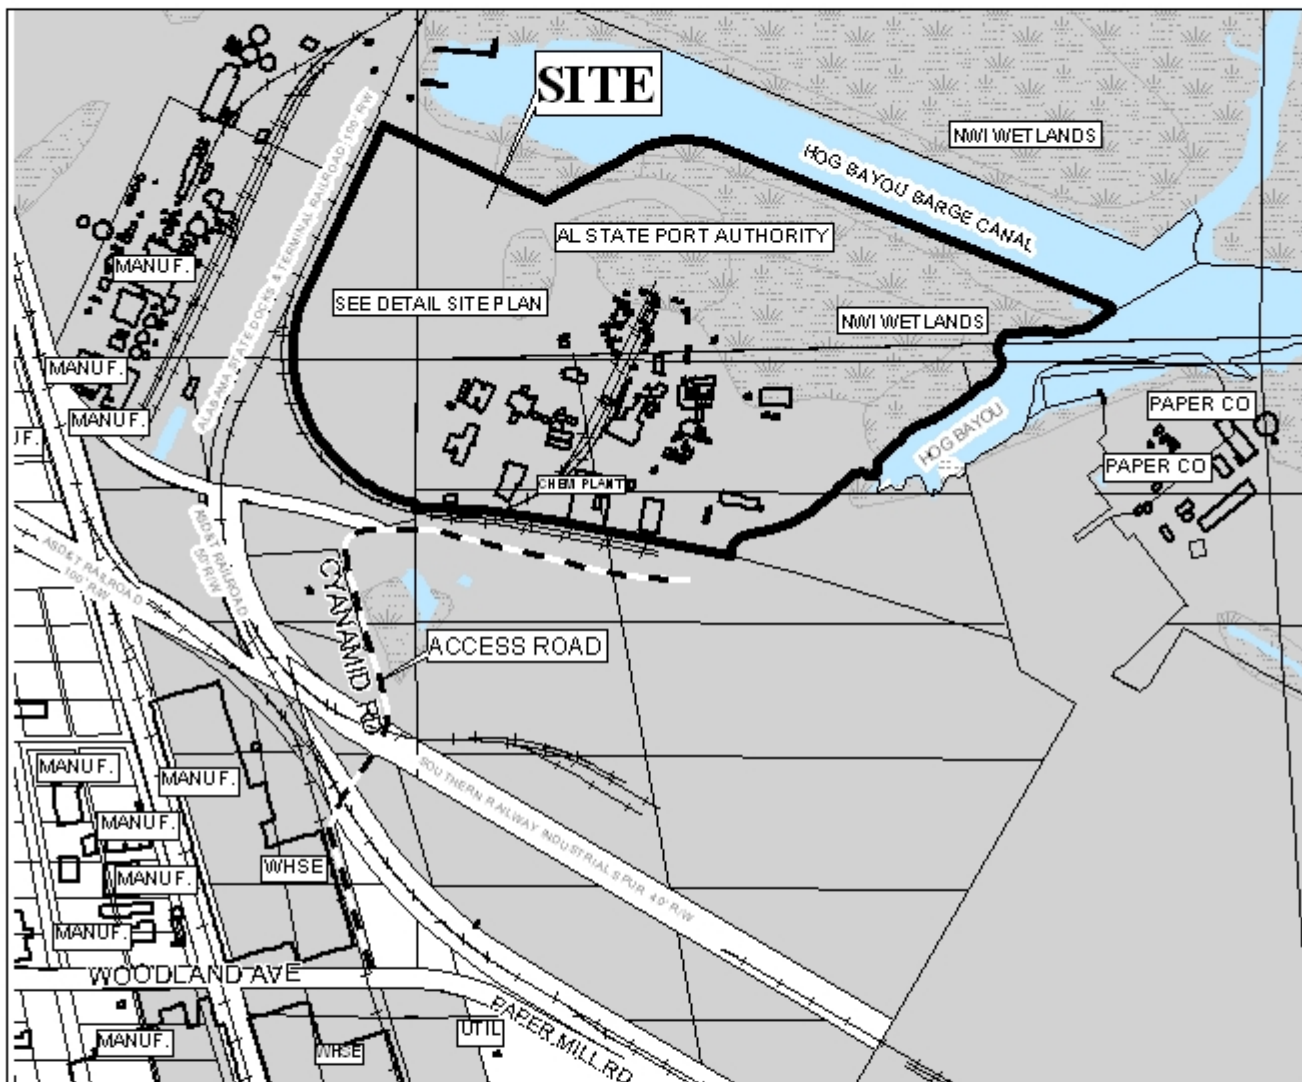 SITE
NWI WETLANDS
HOG BAYOU BARGE CANAL
ALABAMA STATE DOCKS & TERMINAL RAILROAD (100' R/W)
AL STATE PORT AUTHORITY
MANUF.
SEE DETAIL SITE PLAN
NWI WETLANDS
MANUF.
MANUF.
UF.
PAPER CO
HOG BAYOU
PAPER CO
CHEM PLANT
ASD&T RAILROAD
100' R/W
ASD&T RAILROAD
50' R/W
CYANAMID RD
ACCESS ROAD
MANUF.
MANUF.
SOUTHERN RAILWAY INDUSTRIAL SPUR 40' R/W
MANUF.
WHSE
MANUF.
MANUF.
WOODLAND AVE
PAPER MILL RD
UTIL
MANUF.
WHSE